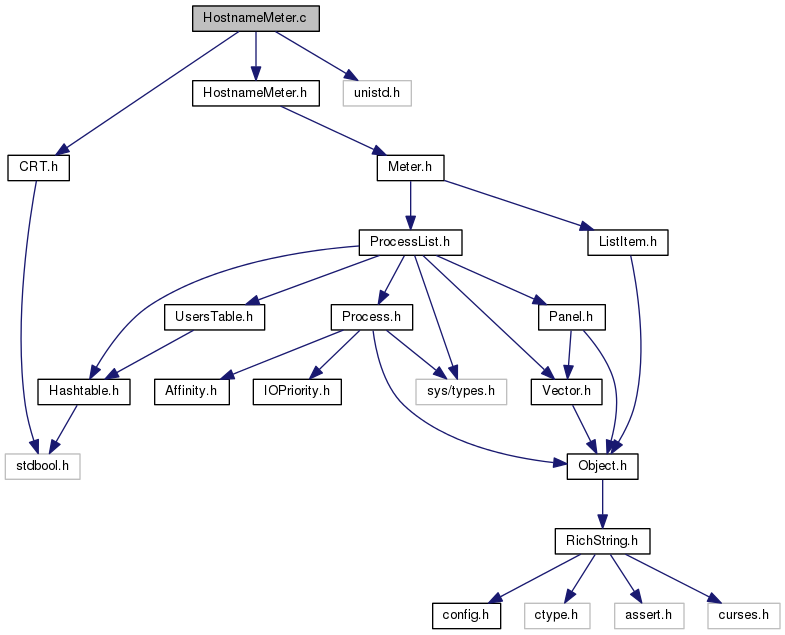 HostnameMeter.c
HostnameMeter.h
unistd.h
CRT.h
Meter.h
ProcessList.h
ListItem.h
UsersTable.h
Process.h
Panel.h
Hashtable.h
Affinity.h
IOPriority.h
sys/types.h
Vector.h
stdbool.h
Object.h
RichString.h
config.h
ctype.h
assert.h
curses.h